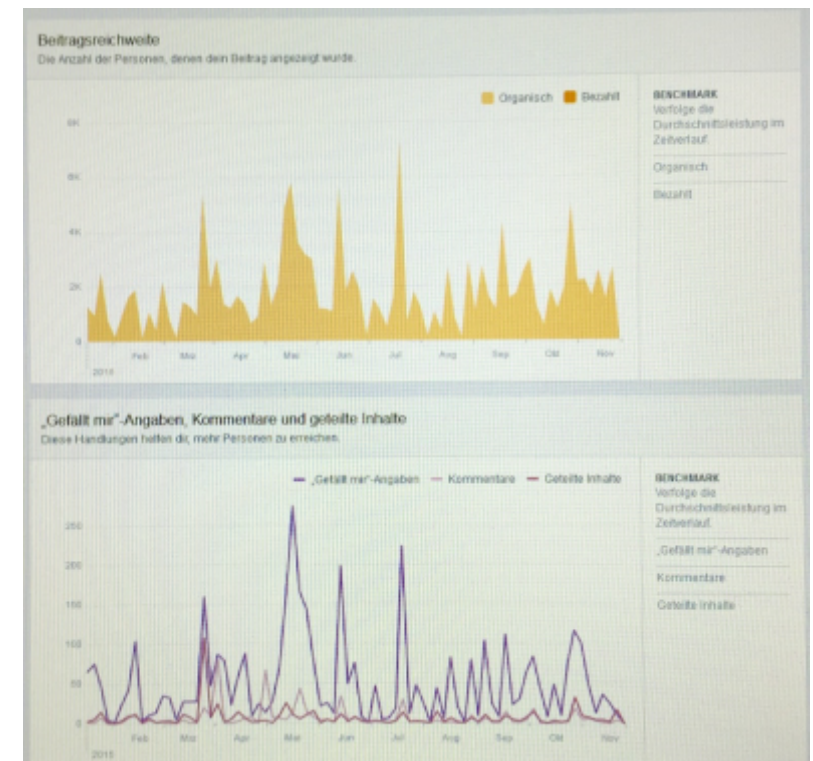 Beitragsreichweite
Die Anzahl der Personen, denen dein Beitrag angezeigt wurde.
Organisch Bezahlt
BENCHMARK
Verfolge die
Durchschnittsleistung im
Zeitverlauf.
Organisch
Bezahlt
8K
6K
4K
2K
0
Feb Mär Apr Mai Jun Jul Aug Sep Okt Nov
„Gefällt mir“-Angaben, Kommentare und geteilte Inhalte
Diese Handlungen helfen dir, mehr Personen zu erreichen.
„Gefällt mir“-Angaben Kommentare Geteilte Inhalte
BENCHMARK
Verfolge die
Durchschnittsleistung im
Zeitverlauf.
„Gefällt mir“-Angaben
Kommentare
Geteilte Inhalte
250
200
150
100
50
0
Feb Mär Apr Mai Jun Jul Aug Sep Okt Nov
2015